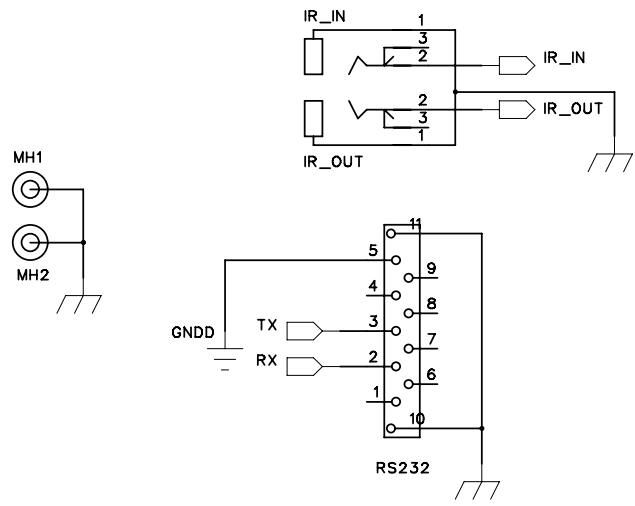 IR_IN
1
3
2
IR_IN
2
IR_OUT
3
1
IR_OUT
MH1
MH2
11
5
9
4
8
TX
3
GNDD
7
RX
2
6
1
10
RS232